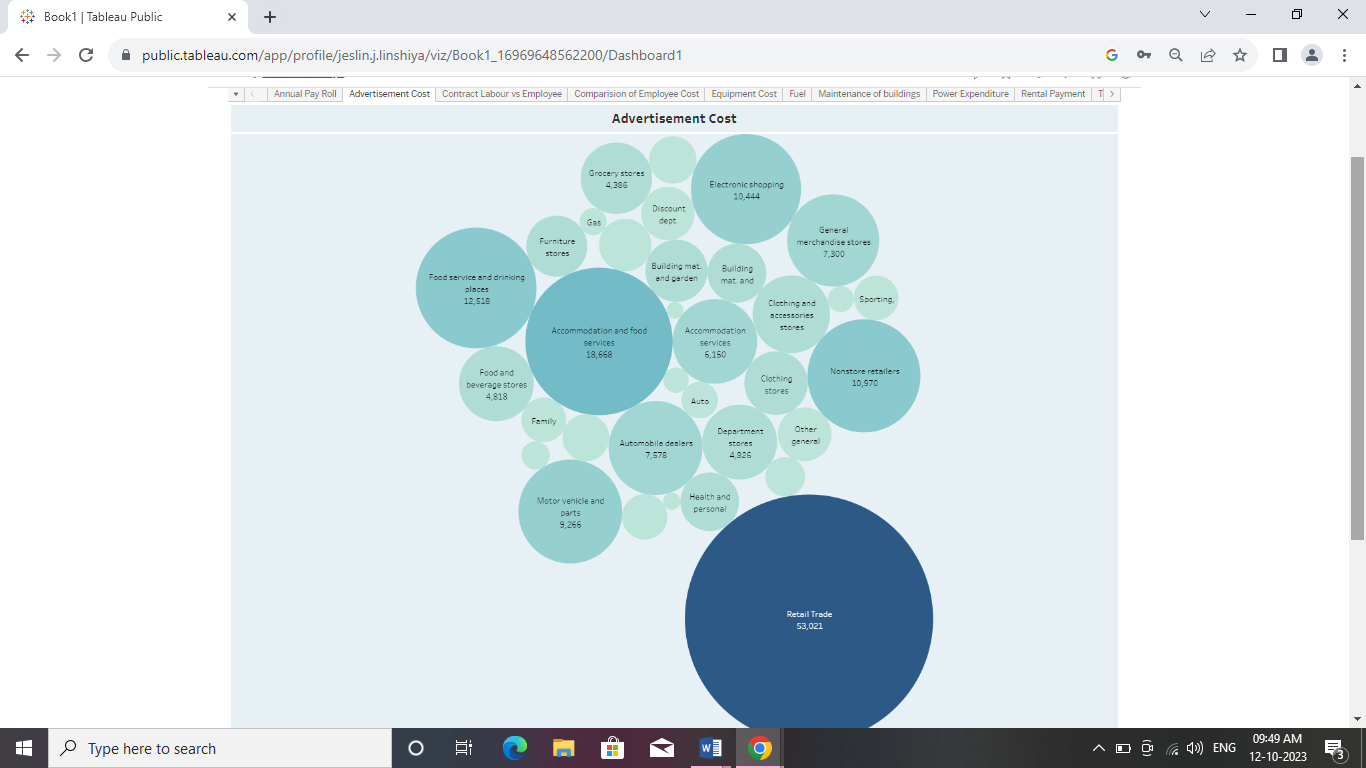 Book1 | Tableau Public
public.tableau.com/app/profile/jeslin.j.linshiya/viz/Book1_16969648562200/Dashboard1
Annual Pay Roll Advertisement Cost Contract Labour vs Employee Comparision of Employee Cost Equipment Cost Fuel Maintenance of buildings Power Expenditure Rental Payment T
Advertisement Cost
Grocery stores
4,386
Electronic shopping
10,444
Discount
dept.
Gas
Furniture
stores
General
merchandise stores
7,300
Building mat.
and garden
Building
mat. and
Food service and drinking
places
12,518
Sporting,
Clothing and
accessories
stores
Accommodation and food
services
18,668
Accommodation
services
6,150
Nonstore retailers
10,970
Food and
beverage stores
4,818
Clothing
stores
Auto
Family
Automobile dealers
7,578
Department
stores
4,826
Other
general
Motor vehicle and
parts
9,266
Health and
personal
Retail Trade
53,021
Type here to search
ENG
09:49 AM
12-10-2023
3